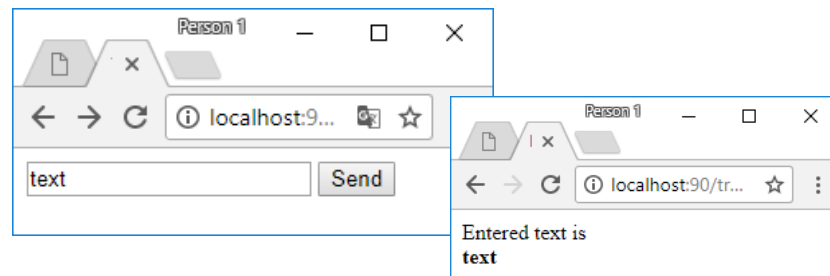 Person 1
localhost:9...
text Send
Person 1
localhost:90/tr...
Entered text is
text